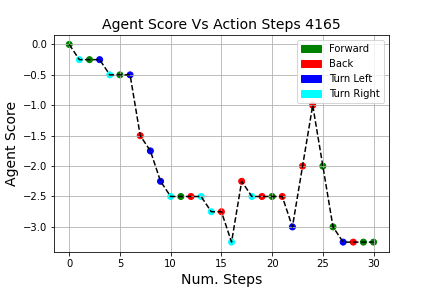 Agent Score Vs Action Steps 4165
Agent Score
0.0
−0.5
−1.0
−1.5
−2.0
−2.5
−3.0
Forward
Back
Turn Left
Turn Right
0 5 10 15 20 25 30
Num. Steps